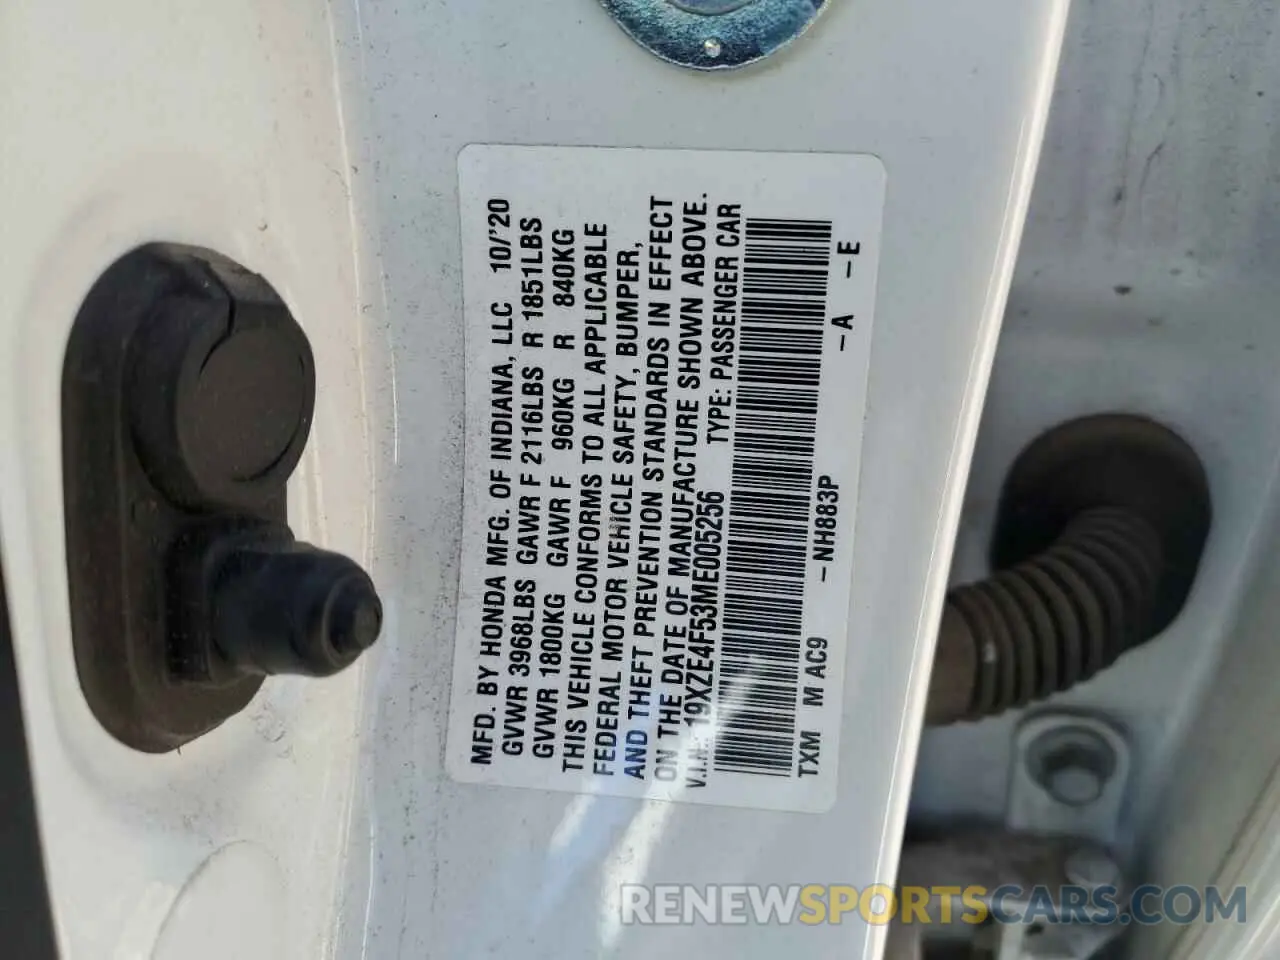 MFD. BY HONDA MFG. OF INDIANA, LLC 10/'20
GVWR 3968LBS GAWR F 2116LBS R 1851LBS
GVWR 1800KG GAWR F 960KG R 840KG
THIS VEHICLE CONFORMS TO ALL APPLICABLE
FEDERAL MOTOR VEHICLE SAFETY, BUMPER,
AND THEFT PREVENTION STANDARDS IN EFFECT
ON THE DATE OF MANUFACTURE SHOWN ABOVE.
V.I.N.: 19XZE4F53ME005256 TYPE: PASSENGER CAR
TXM M AC9 -NH883P -A -E
RENEWSPORTSCARS.COM